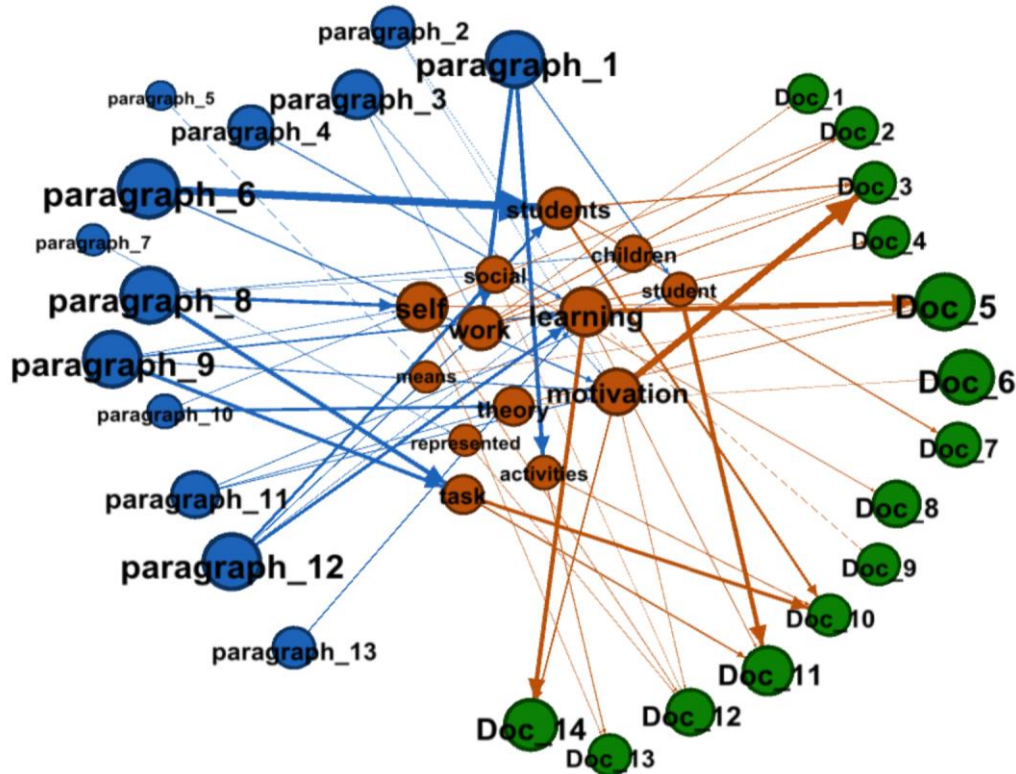 paragraph_2
paragraph_1
paragraph_3
paragraph_5
paragraph_4
paragraph_6
paragraph_7
paragraph_8
paragraph_9
paragraph_10
paragraph_11
paragraph_12
paragraph_13
students
children
social
student
self
learning
work
means
motivation
theory
represented
activities
task
Doc_1
Doc_2
Doc_3
Doc_4
Doc_5
Doc_6
Doc_7
Doc_8
Doc_9
Doc_10
Doc_11
Doc_12
Doc_14
Doc_13